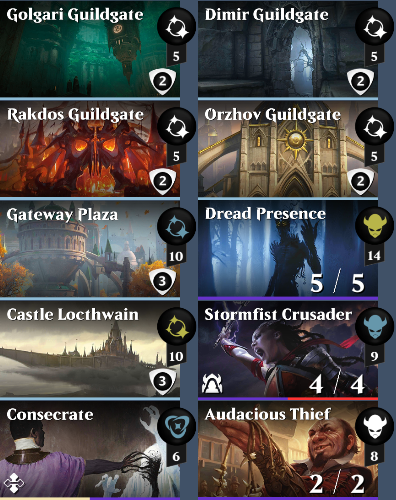 Golgari Guildgate
5
2
Dimir Guildgate
5
2
Rakdos Guildgate
5
2
Orzhov Guildgate
5
2
Gateway Plaza
10
3
Dread Presence
14
5 / 5
Castle Locthwain
10
3
Stormfist Crusader
9
4 / 4
Consecrate
6
Audacious Thief
8
2 / 2